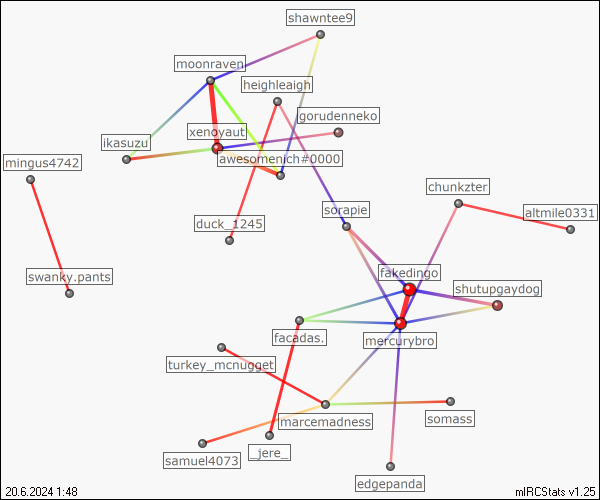 shawntee9
moonraven
heighleaigh
gorudenneko
xenoyaut
ikasuzu
awesomenich#0000
mingus4742
chunkzter
sorapie
altmile0331
duck_1245
fakedingo
swanky.pants
shutupgaydog
facadas.
mercurybro
turkey_mcnugget
marcemadness
somass
_jere_
samuel4073
edgepanda
20.6.2024 1:48
mIRCStats v1.25